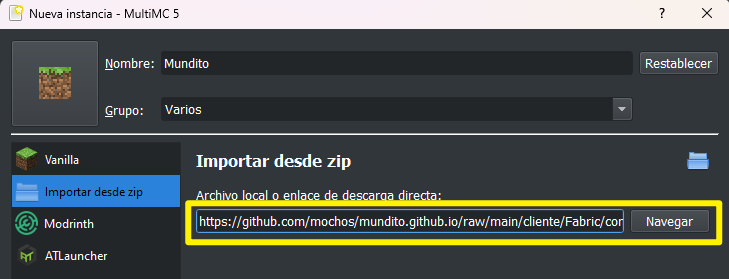 Nueva instancia - MultiMC 5
?
Nombre: Mundito
Restablecer
Grupo: Varios
Vanilla
Importar desde zip
Modrinth
ATLauncher
Importar desde zip
Archivo local o enlace de descarga directa:
https://github.com/mochos/mundito.github.io/raw/main/cliente/Fabric/cor
Navegar